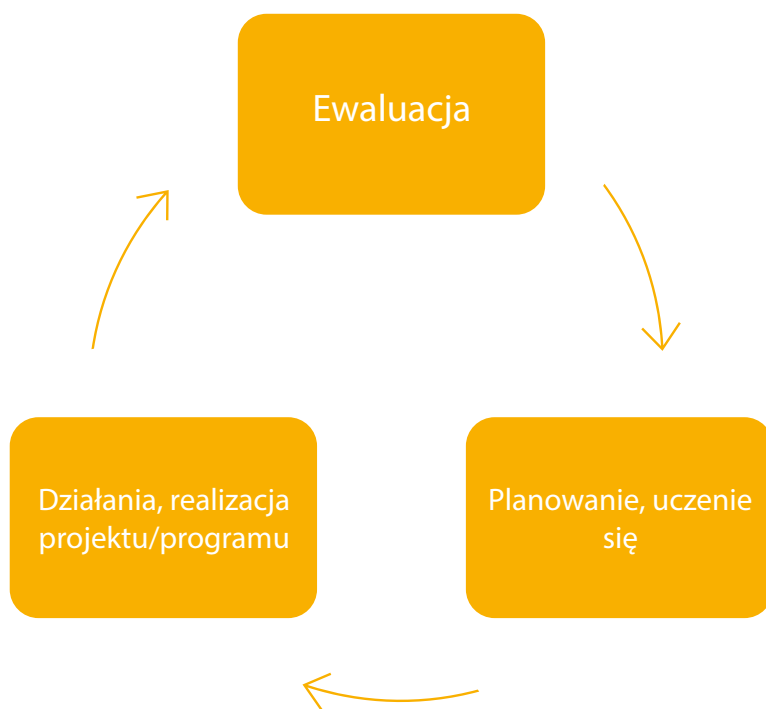 Ewaluacja
Działania, realizacja
projektu/programu
Planowanie, uczenie
się